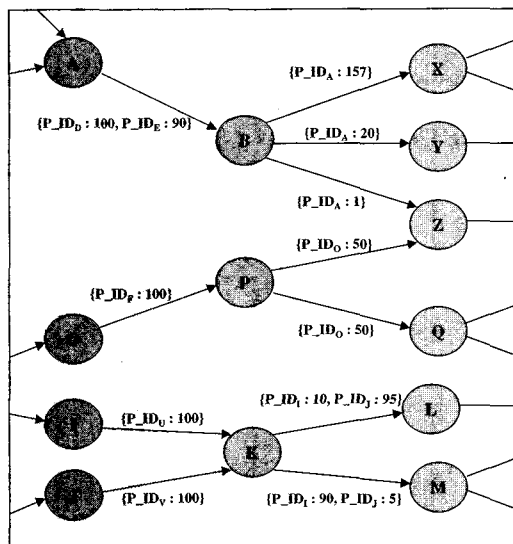 A
{P_ID_D : 100, P_ID_E : 90}
B
{P_ID_A : 157}
X
{P_ID_A : 20}
Y
{P_ID_A : 1}
Z
{P_ID_O : 50}
{P_ID_F : 100}
P
{P_ID_O : 50}
Q
{P_ID_U : 100}
{P_ID_V : 100}
K
{P_ID_I : 10, P_ID_J : 95}
L
{P_ID_I : 90, P_ID_J : 5}
M